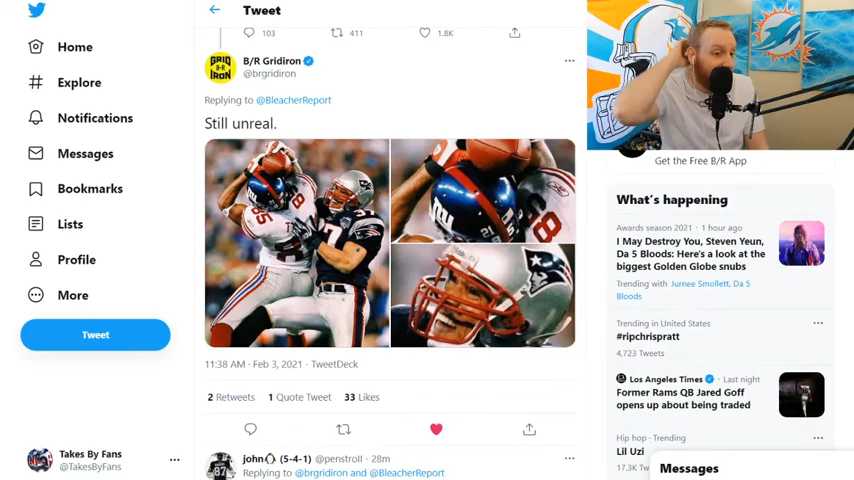 Tweet
103
411
1.8K
Home
Explore
Notifications
Messages
Bookmarks
Lists
Profile
More
Tweet
Takes By Fans
@TakesByFans
GRID
B/R
IRON
B/R Gridiron
@brgridiron
Replying to @BleacherReport
Still unreal.
85
8
11:38 AM · Feb 3, 2021 · TweetDeck
2 Retweets 1 Quote Tweet 33 Likes
john (5-4-1) @penstroll · 28m
Replying to @brgridiron and @BleacherReport
Get the Free B/R App
What's happening
Awards season 2021 · 1 hour ago
I May Destroy You, Steven Yeun,
Da 5 Bloods: Here's a look at the
biggest Golden Globe snubs
Trending with Jurnee Smollett, Da 5
Bloods
Trending in United States
#ripchrispratt
4,723 Tweets
Los Angeles Times · Last night
Former Rams QB Jared Goff
opens up about being traded
Hip hop · Trending
Lil Uzi
17.3K Tw
Messages